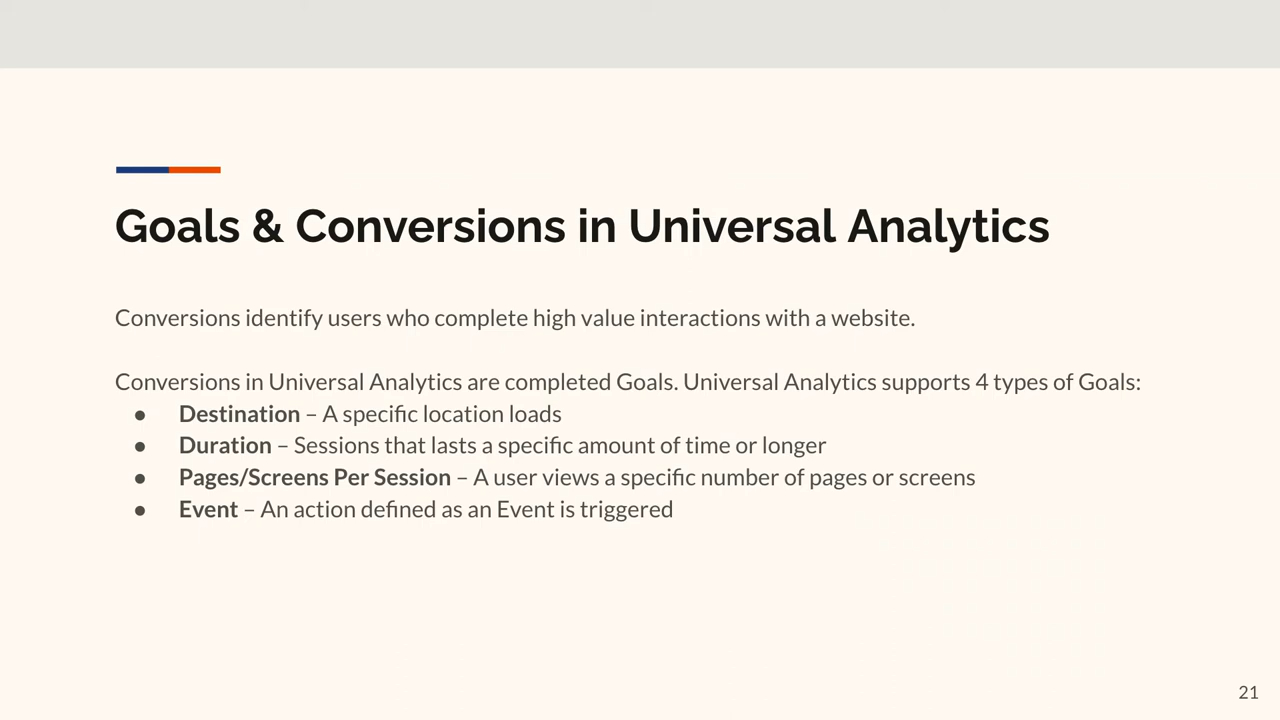 Goals & Conversions in Universal Analytics
Conversions identify users who complete high value interactions with a website.
Conversions in Universal Analytics are completed Goals. Universal Analytics supports 4 types of Goals:
● Destination – A specific location loads
● Duration – Sessions that lasts a specific amount of time or longer
● Pages/Screens Per Session – A user views a specific number of pages or screens
● Event – An action defined as an Event is triggered
21